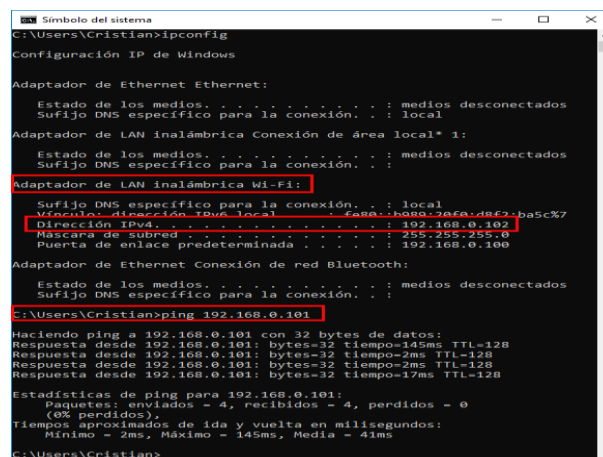 Símbolo del sistema
C:\Users\Cristian>ipconfig
Configuración IP de Windows
Adaptador de Ethernet Ethernet:
Estado de los medios. . . . . . . . . . . : medios desconectados
Sufijo DNS específico para la conexión. . : local
Adaptador de LAN inalámbrica Conexión de área local* 1:
Estado de los medios. . . . . . . . . . . : medios desconectados
Sufijo DNS específico para la conexión. . :
Adaptador de LAN inalámbrica Wi-Fi:
Sufijo DNS específico para la conexión. . : local
Vínculo: dirección IPv6 local. . . : fe80::b989:20f0:d8f2:ba5c%7
Dirección IPv4. . . . . . . . . . . . . . : 192.168.0.102
Máscara de subred . . . . . . . . . . . . : 255.255.255.0
Puerta de enlace predeterminada . . . . . : 192.168.0.100
Adaptador de Ethernet Conexión de red Bluetooth:
Estado de los medios. . . . . . . . . . . : medios desconectados
Sufijo DNS específico para la conexión. . :
C:\Users\Cristian>ping 192.168.0.101
Haciendo ping a 192.168.0.101 con 32 bytes de datos:
Respuesta desde 192.168.0.101: bytes=32 tiempo=145ms TTL=128
Respuesta desde 192.168.0.101: bytes=32 tiempo=2ms TTL=128
Respuesta desde 192.168.0.101: bytes=32 tiempo=2ms TTL=128
Respuesta desde 192.168.0.101: bytes=32 tiempo=17ms TTL=128
Estadísticas de ping para 192.168.0.101:
Paquetes: enviados = 4, recibidos = 4, perdidos = 0
(0% perdidos),
Tiempos aproximados de ida y vuelta en milisegundos:
Mínimo = 2ms, Máximo = 145ms, Media = 41ms
C:\Users\Cristian>